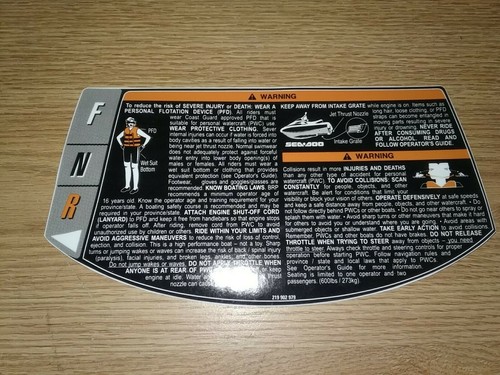 F
N
R
WARNING
To reduce the risk of SEVERE INJURY or DEATH: WEAR A
PERSONAL FLOTATION DEVICE (PFD). All riders must
wear Coast Guard approved PFD that is
suitable for personal watercraft (PWC) use.
WEAR PROTECTIVE CLOTHING. Severe
internal injuries can occur if water is forced into
body cavities as a result of falling into water or
being near jet thrust nozzle. Normal swimwear
does not adequately protect against forceful
water entry into lower body opening(s) of
males or females. All riders must wear a
wet suit bottom or clothing that provides
equivalent protection (see Operator's Guide).
Footwear, gloves and goggles/glasses are
recommended. KNOW BOATING LAWS. BRP
recommends a minimum operator age of
16 years old. Know the operator age and training requirement for your
state/province. A boating safety course is recommended and may be
required in your province/state. ATTACH ENGINE SHUT-OFF CORD
(LANYARD) to PFD and keep it free from handlebars so that engine stops
if operator falls off. After riding, remove cord from PWC to avoid
unauthorized use by children or others. RIDE WITHIN YOUR LIMITS AND
AVOID AGGRESSIVE MANEUVERS to reduce the risk of loss of control,
ejection, and collision. This is a high performance boat - not a toy. Sharp
turns or jumping wakes or waves can increase the risk of back / spinal injury
(paralysis), facial injuries, and broken legs, ankles, and other bones.
Do not jump wakes or waves. DO NOT APPLY THROTTLE WHEN
ANYONE IS AT REAR OF PWC
engine at idle. Water
nozzle can
PFD
Wet Suit
Bottom
KEEP AWAY FROM INTAKE GRATE while engine is on. Items such as
long hair, loose clothing, or PFD
straps can become entangled in
moving parts resulting in severe
injury or drowning. NEVER RIDE
AFTER CONSUMING DRUGS
OR ALCOHOL. READ AND
FOLLOW OPERATOR'S GUIDE.
Jet Thrust Nozzle
SEA-DOO
Intake Grate
WARNING
Collisions result in more INJURIES AND DEATHS
than any other type of accident for personal
watercraft (PWC). TO AVOID COLLISIONS: SCAN
CONSTANTLY for people, objects, and other
watercraft. Be alert for conditions that limit your
visibility or block your vision of others. OPERATE DEFENSIVELY at safe speeds
and keep a safe distance away from people, objects, and other watercraft. - Do
not follow directly behind PWCs or other boats. - Do not go near others to spray or
splash them with water. - Avoid sharp turns or other maneuvers that make it hard
for others to avoid you or understand where you are going. - Avoid areas with
submerged objects or shallow water. TAKE EARLY ACTION to avoid collisions.
Remember, PWCs and other boats do not have brakes. DO NOT RELEASE
THROTTLE WHEN TRYING TO STEER away from objects - you need
throttle to steer. Always check throttle and steering controls for proper
operation before starting PWC. Follow navigation rules and
province / state and local laws that apply to PWCs.
See Operator's Guide for more information.
Seating is limited to one operator and two
passengers. (600lbs / 273kg)
219 902 979